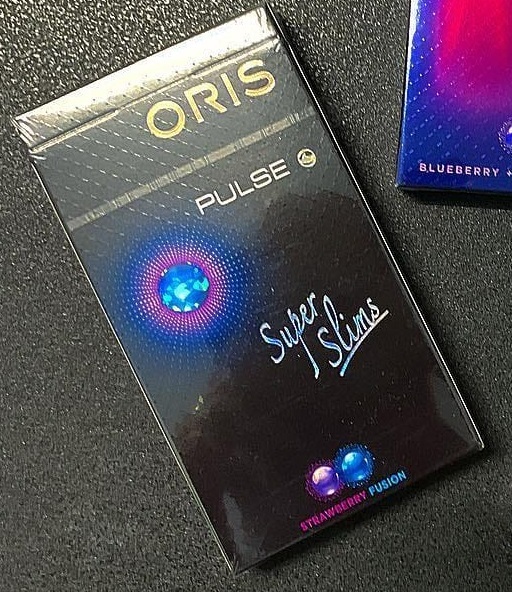 ORIS
PULSE
Super
Slims
STRAWBERRY FUSION
BLUEBERRY +